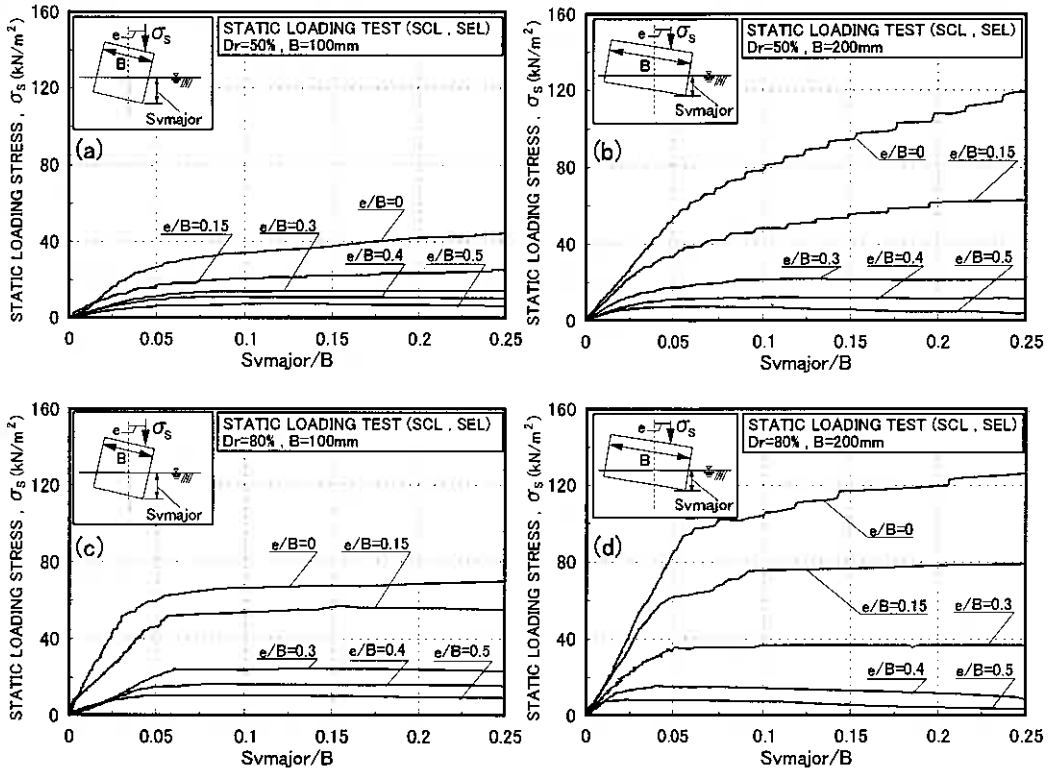 (a)
STATIC LOADING STRESS , σs (kN/m²)
160
120
80
40
0
e
σs
B
Svmajor
STATIC LOADING TEST (SCL , SEL)
Dr=50% , B=100mm
e/B=0
e/B=0.15
e/B=0.3
e/B=0.4
e/B=0.5
0
0.05
0.1
0.15
0.2
0.25
Svmajor/B
(b)
STATIC LOADING STRESS , σs (kN/m²)
160
120
80
40
0
e
σs
B
Svmajor
STATIC LOADING TEST (SCL , SEL)
Dr=50% , B=200mm
e/B=0
e/B=0.15
e/B=0.3
e/B=0.4
e/B=0.5
0
0.05
0.1
0.15
0.2
0.25
Svmajor/B
(c)
STATIC LOADING STRESS , σs (kN/m²)
160
120
80
40
0
e
σs
B
Svmajor
STATIC LOADING TEST (SCL , SEL)
Dr=80% , B=100mm
e/B=0
e/B=0.15
e/B=0.3
e/B=0.4
e/B=0.5
0
0.05
0.1
0.15
0.2
0.25
Svmajor/B
(d)
STATIC LOADING STRESS , σs (kN/m²)
160
120
80
40
0
e
σs
B
Svmajor
STATIC LOADING TEST (SCL , SEL)
Dr=80% , B=200mm
e/B=0
e/B=0.15
e/B=0.3
e/B=0.4
e/B=0.5
0
0.05
0.1
0.15
0.2
0.25
Svmajor/B